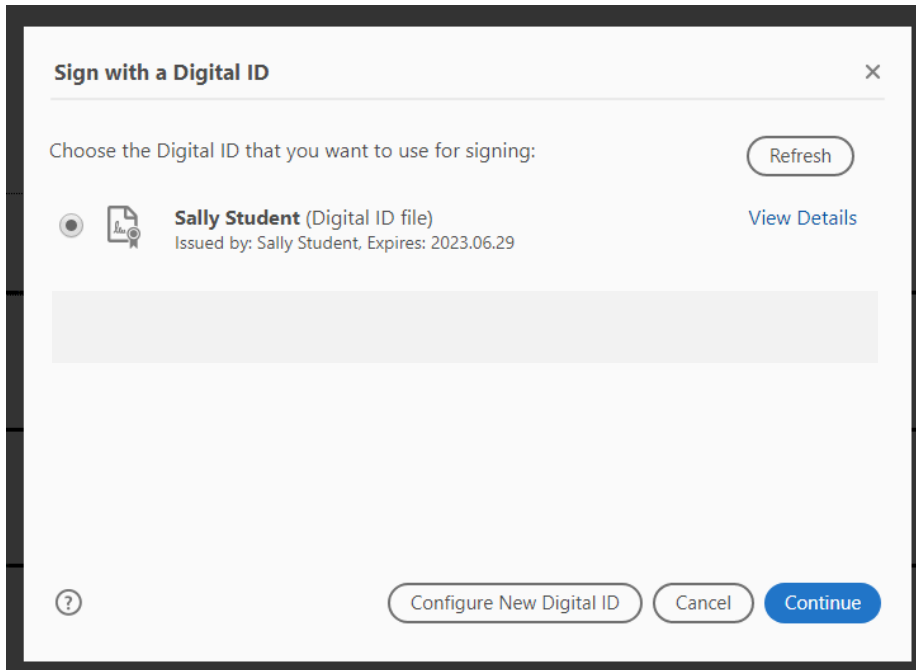 Sign with a Digital ID
Choose the Digital ID that you want to use for signing:
Refresh
Sally Student (Digital ID file)
View Details
Issued by: Sally Student, Expires: 2023.06.29
?
Configure New Digital ID
Cancel
Continue